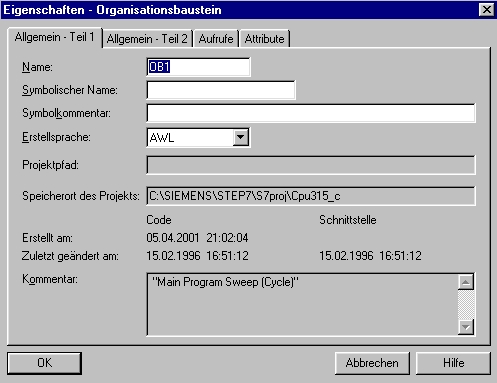 Eigenschaften - Organisationsbaustein
Allgemein - Teil 1 Allgemein - Teil 2 Aufrufe Attribute
Name: OB1
Symbolischer Name:
Symbolkommentar:
Erstellsprache: AWL
Projektpfad:
Speicherort des Projekts: C:\SIEMENS\STEP7\S7proj\Cpu315_c
Code Schnittstelle
Erstellt am: 05.04.2001 21:02:04
Zuletzt geändert am: 15.02.1996 16:51:12 15.02.1996 16:51:12
Kommentar: "Main Program Sweep (Cycle)"
OK Abbrechen Hilfe